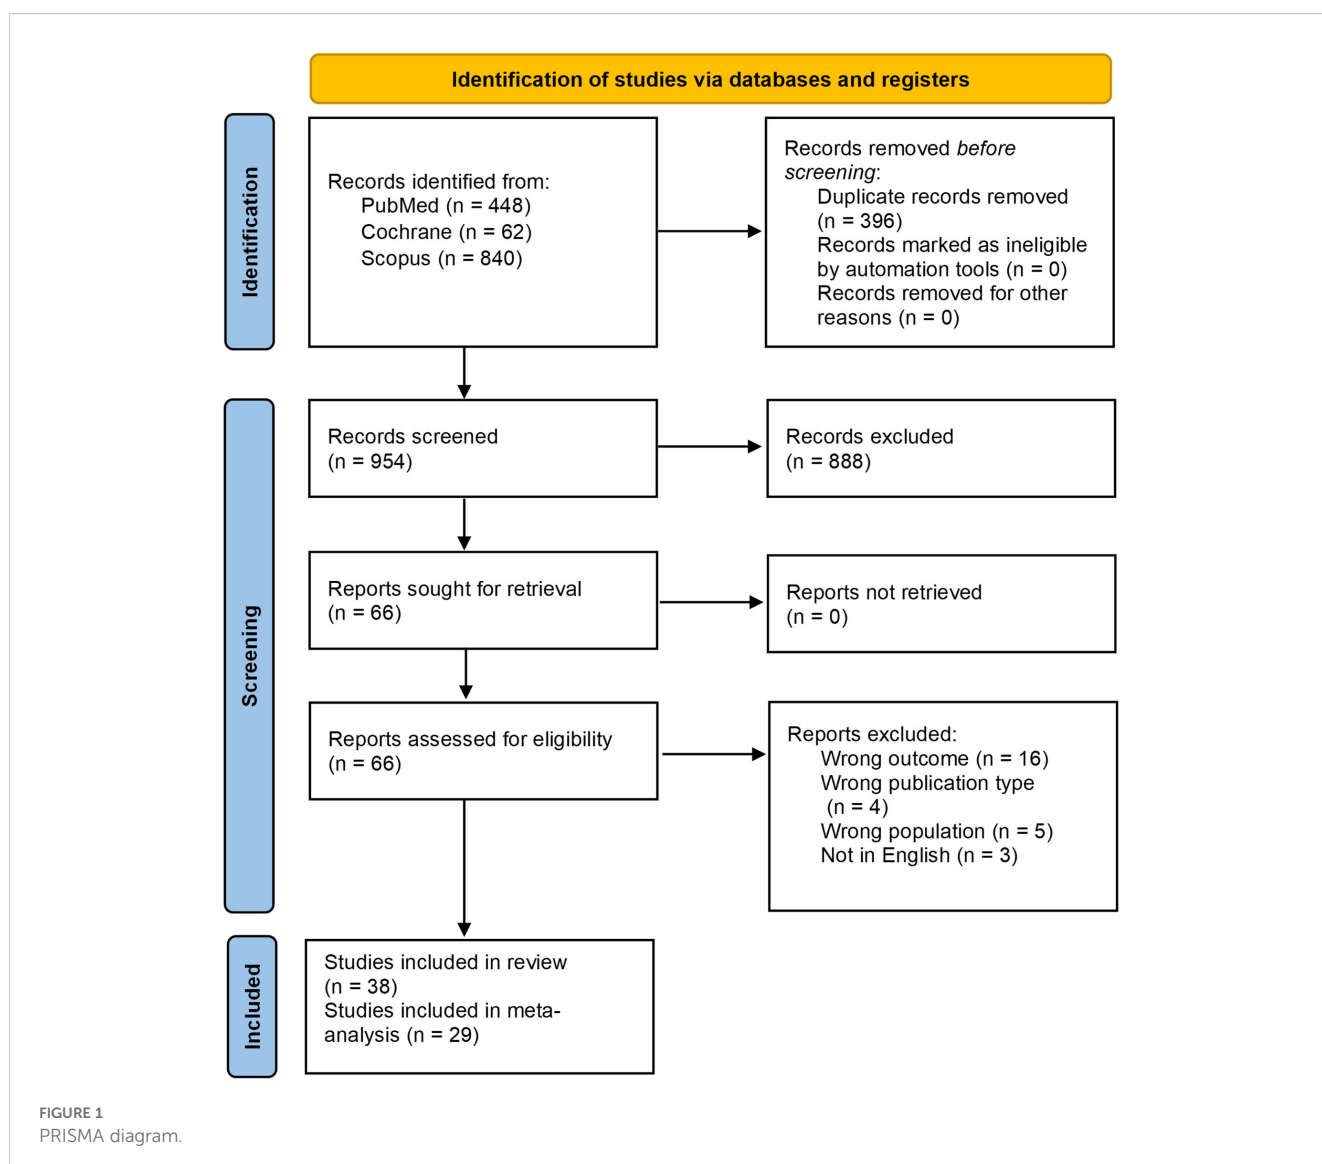 Identification of studies via databases and registers
Identification
Records identified from:
PubMed (n = 448)
Cochrane (n = 62)
Scopus (n = 840)
Records removed before
screening:
Duplicate records removed
(n = 396)
Records marked as ineligible
by automation tools (n = 0)
Records removed for other
reasons (n = 0)
Screening
Records screened
(n = 954)
Records excluded
(n = 888)
Reports sought for retrieval
(n = 66)
Reports not retrieved
(n = 0)
Reports assessed for eligibility
(n = 66)
Reports excluded:
Wrong outcome (n = 16)
Wrong publication type
(n = 4)
Wrong population (n = 5)
Not in English (n = 3)
Included
Studies included in review
(n = 38)
Studies included in meta-
analysis (n = 29)
FIGURE 1
PRISMA diagram.